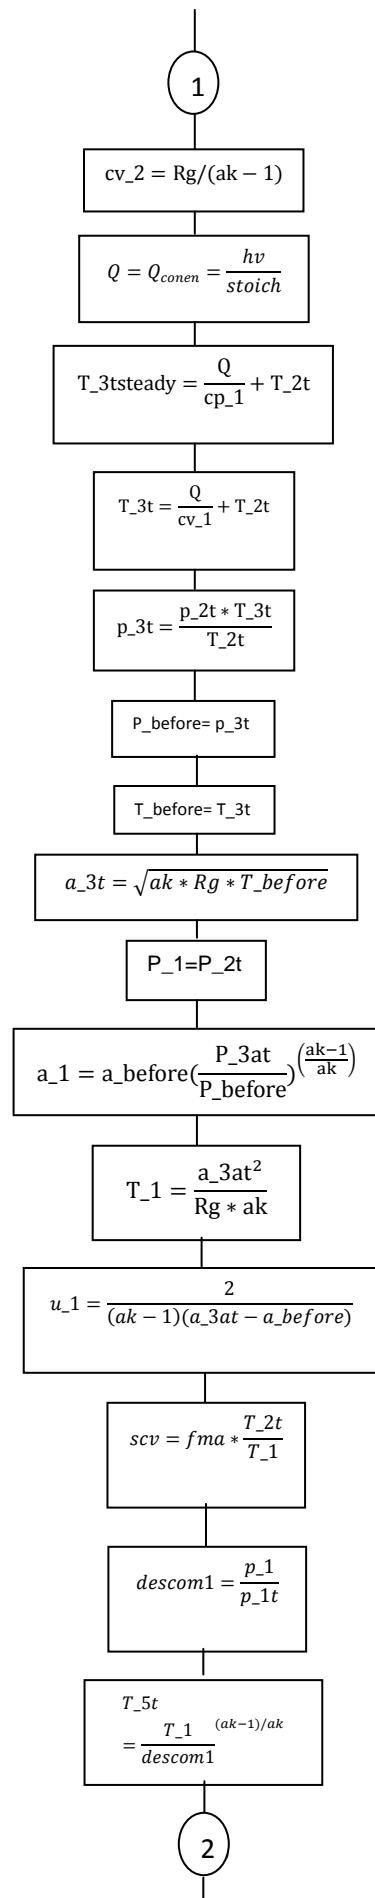 1
cv_2 = Rg/(ak − 1)
Q = Q_conen = hv/stoich
T_3tsteady = Q/cp_1 + T_2t
T_3t = Q/cv_1 + T_2t
p_3t = p_2t ∗ T_3t/T_2t
P_before= p_3t
T_before= T_3t
a_3t = √(ak ∗ Rg ∗ T_before)
P_1=P_2t
a_1 = a_before(P_3at/P_before)^((ak−1)/ak)
T_1 = a_3at²/(Rg ∗ ak)
u_1 = 2/((ak − 1)(a_3at − a_before))
scv = fma ∗ T_2t/T_1
descom1 = p_1/p_1t
T_5t
= T_1/descom1^((ak−1)/ak)
2